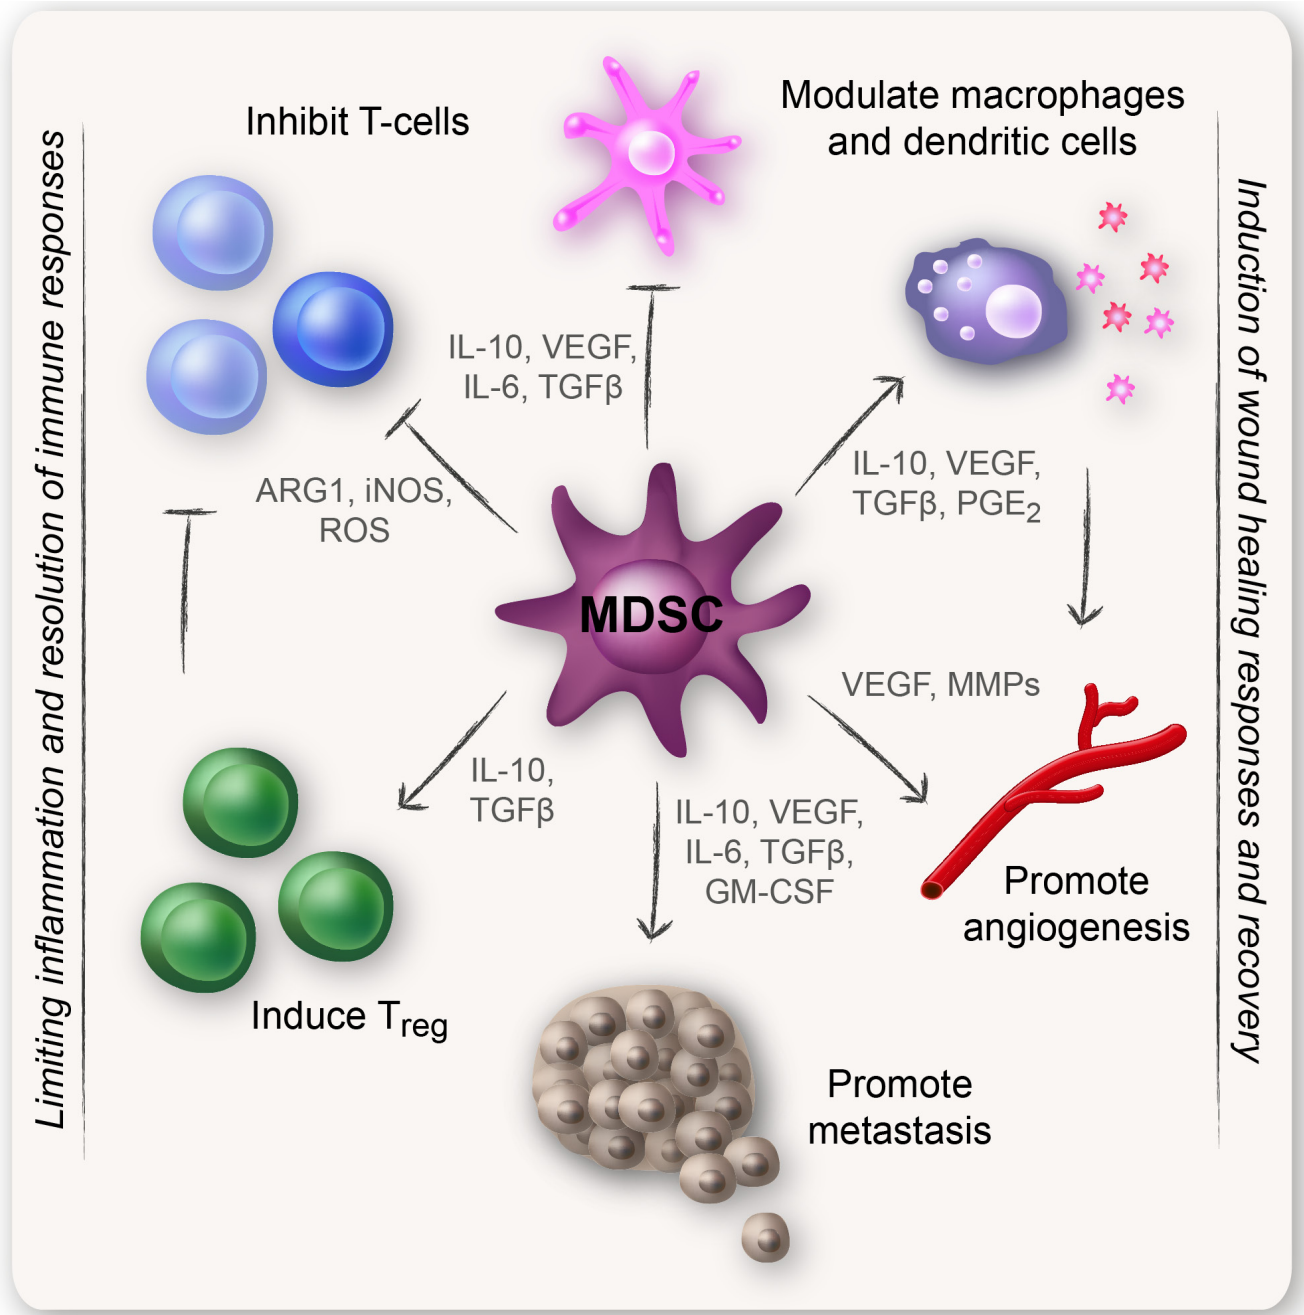 Limiting inflammation and resolution of immune responses
Inhibit T-cells
Modulate macrophages
and dendritic cells
IL-10, VEGF,
IL-6, TGFβ
ARG1, iNOS,
ROS
IL-10, VEGF,
TGFβ, PGE₂
MDSC
VEGF, MMPs
IL-10,
TGFβ
IL-10, VEGF,
IL-6, TGFβ,
GM-CSF
Promote
angiogenesis
Induce Treg
Promote
metastasis
Induction of wound healing responses and recovery